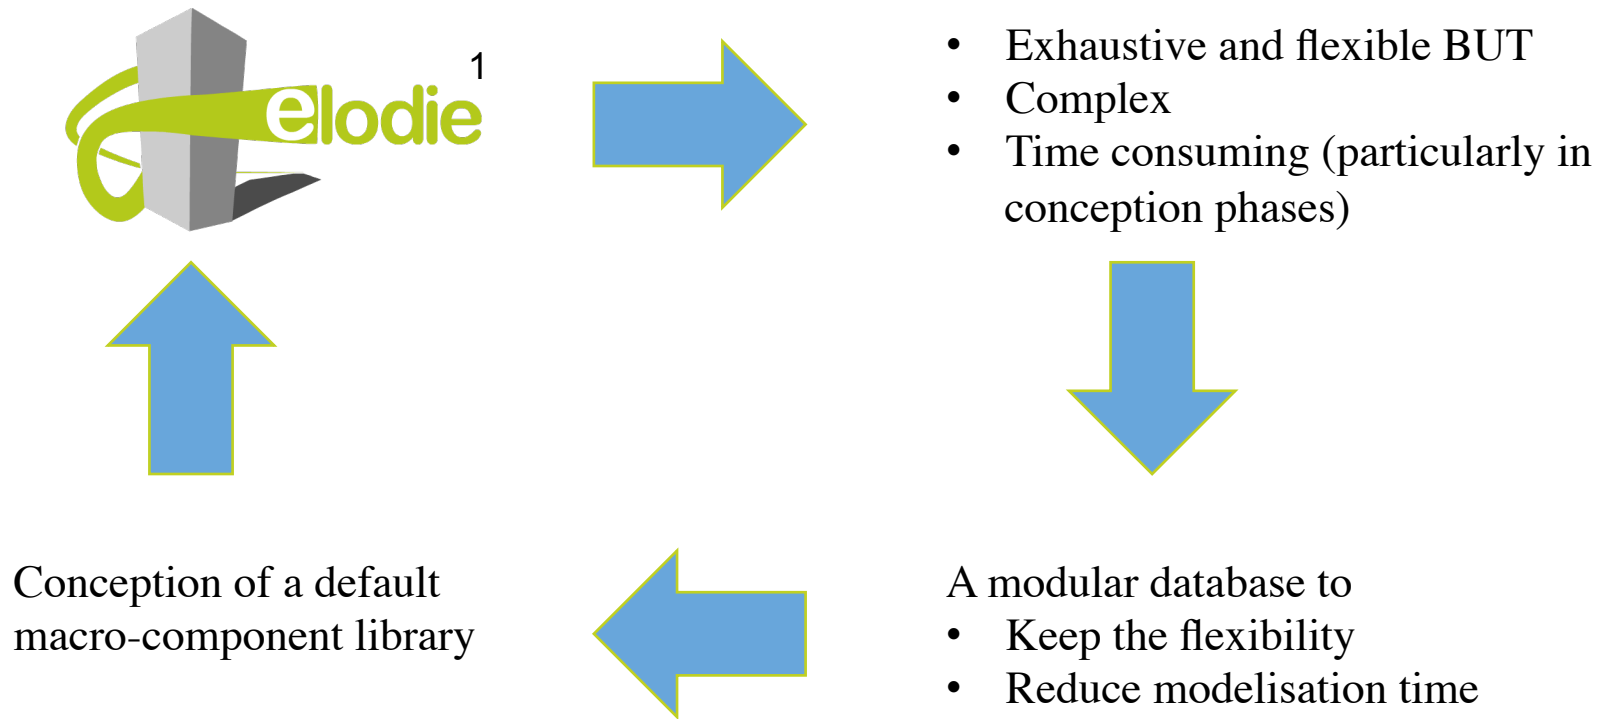 elodie 1
• Exhaustive and flexible BUT
• Complex
• Time consuming (particularly in
conception phases)
A modular database to
• Keep the flexibility
• Reduce modelisation time
Conception of a default
macro-component library